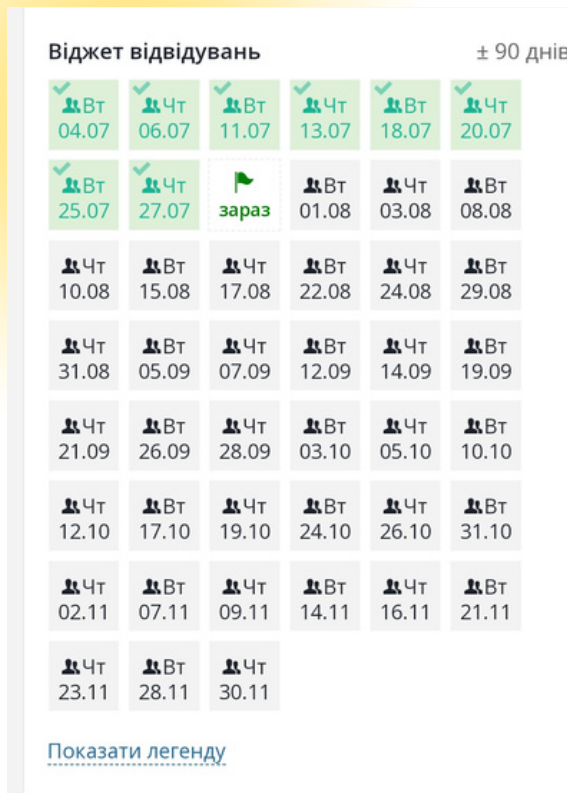 Віджет відвідувань ± 90 днів
Вт Чт Вт Чт Вт Чт
04.07 06.07 11.07 13.07 18.07 20.07
Вт Чт зараз Вт Чт Вт
25.07 27.07 01.08 03.08 08.08
Чт Вт Чт Вт Чт Вт
10.08 15.08 17.08 22.08 24.08 29.08
Чт Вт Чт Вт Чт Вт
31.08 05.09 07.09 12.09 14.09 19.09
Чт Вт Чт Вт Чт Вт
21.09 26.09 28.09 03.10 05.10 10.10
Чт Вт Чт Вт Чт Вт
12.10 17.10 19.10 24.10 26.10 31.10
Чт Вт Чт Вт Чт Вт
02.11 07.11 09.11 14.11 16.11 21.11
Чт Вт Чт
23.11 28.11 30.11
Показати легенду